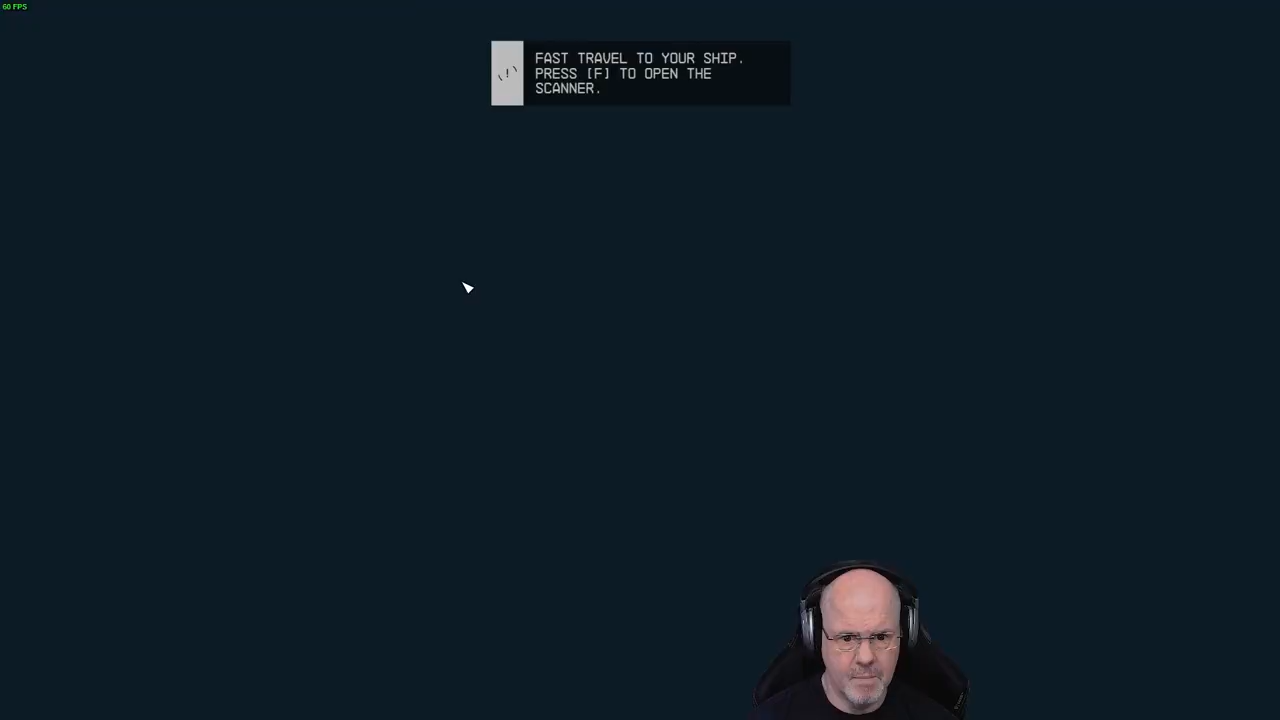 60 FPS
FAST TRAVEL TO YOUR SHIP.
PRESS [F] TO OPEN THE
SCANNER.